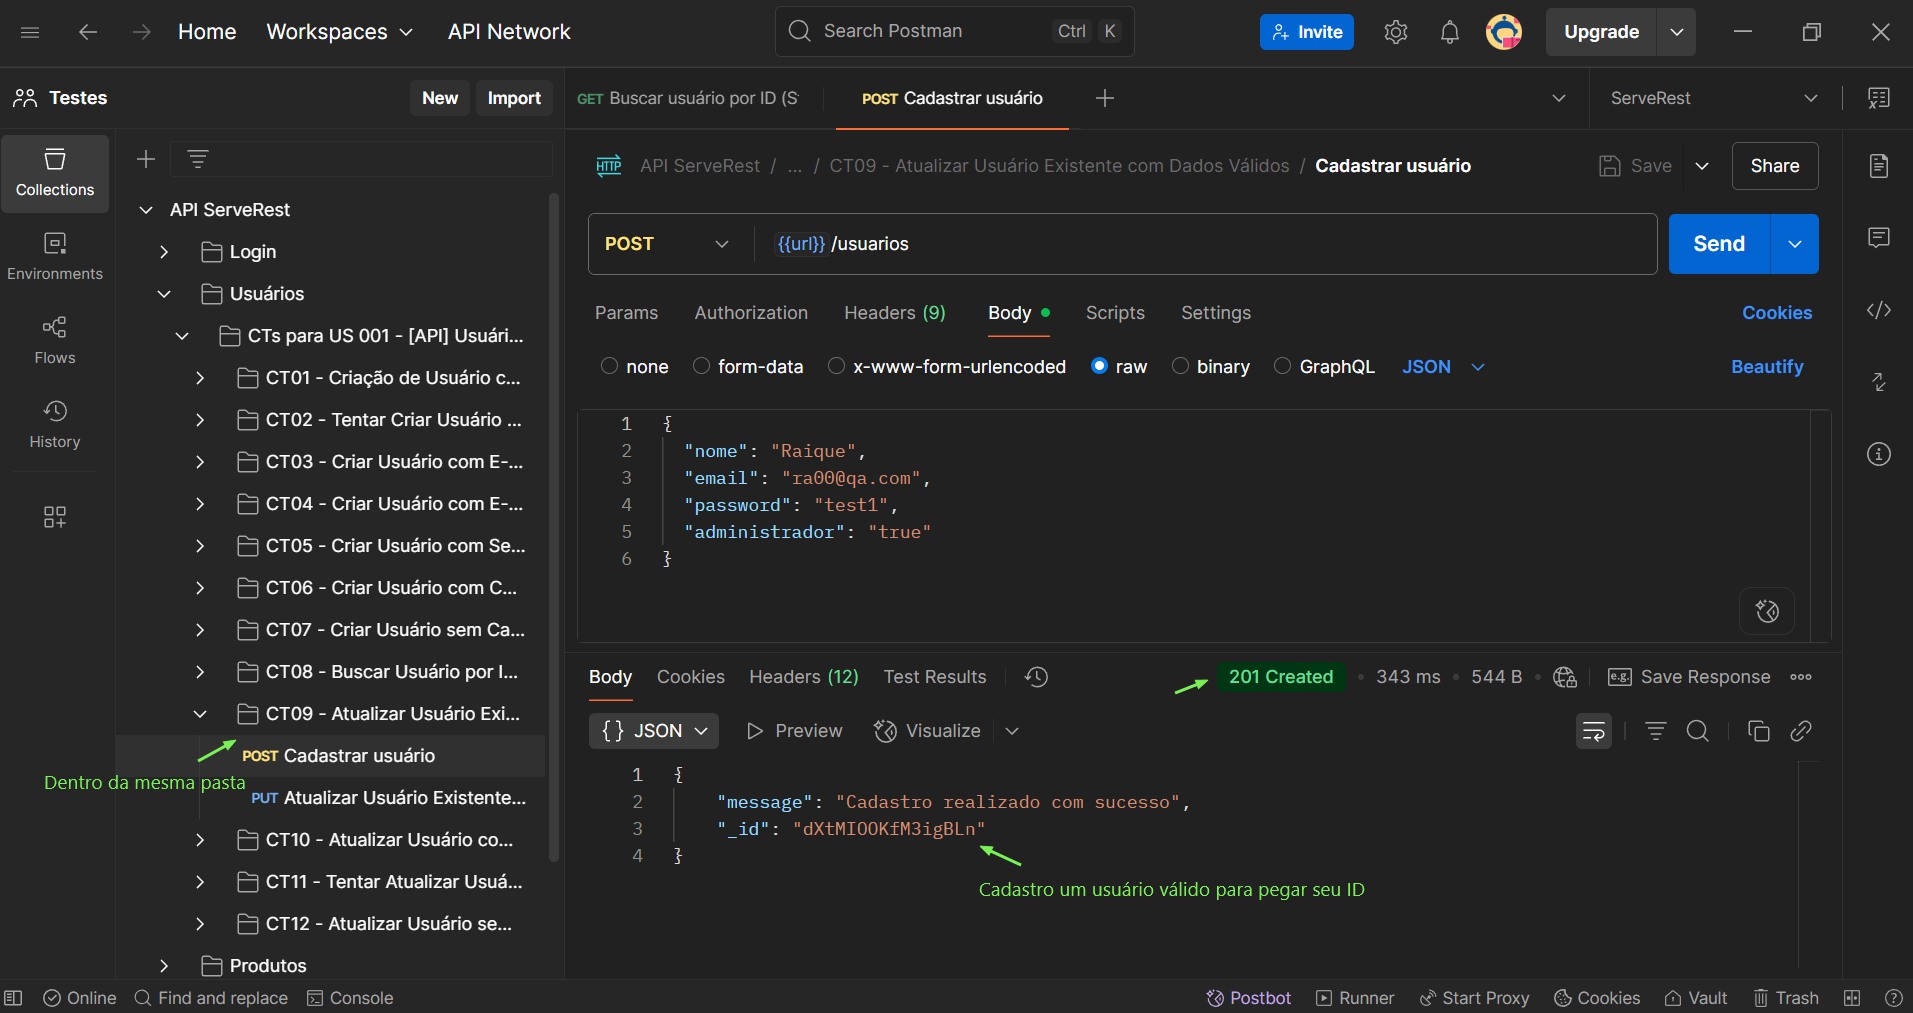 Home Workspaces API Network Search Postman Ctrl K Invite Upgrade
Testes New Import GET Buscar usuário por ID (S POST Cadastrar usuário ServeRest
Collections
Environments
Flows
History
API ServeRest
Login
Usuários
CTs para US 001 - [API] Usuári...
CT01 - Criação de Usuário c...
CT02 - Tentar Criar Usuário ...
CT03 - Criar Usuário com E-...
CT04 - Criar Usuário com E-...
CT05 - Criar Usuário com Se...
CT06 - Criar Usuário com C...
CT07 - Criar Usuário sem Ca...
CT08 - Buscar Usuário por I...
CT09 - Atualizar Usuário Exi...
POST Cadastrar usuário
Dentro da mesma pasta
PUT Atualizar Usuário Existente...
CT10 - Atualizar Usuário co...
CT11 - Tentar Atualizar Usuá...
CT12 - Atualizar Usuário se...
Produtos
HTTP API ServeRest / ... / CT09 - Atualizar Usuário Existente com Dados Válidos / Cadastrar usuário Save Share
POST {{url}}/usuarios Send
Params Authorization Headers (9) Body Scripts Settings Cookies
none form-data x-www-form-urlencoded raw binary GraphQL JSON Beautify
1 {
2 "nome": "Raique",
3 "email": "ra00@qa.com",
4 "password": "test1",
5 "administrador": "true"
6 }
Body Cookies Headers (12) Test Results 201 Created • 343 ms • 544 B • e.g. Save Response
{} JSON Preview Visualize
1 {
2 "message": "Cadastro realizado com sucesso",
3 "_id": "dXtMIOOKfM3igBLn"
4 }
Cadastro um usuário válido para pegar seu ID
Online Find and replace Console Postbot Runner Start Proxy Cookies Vault Trash